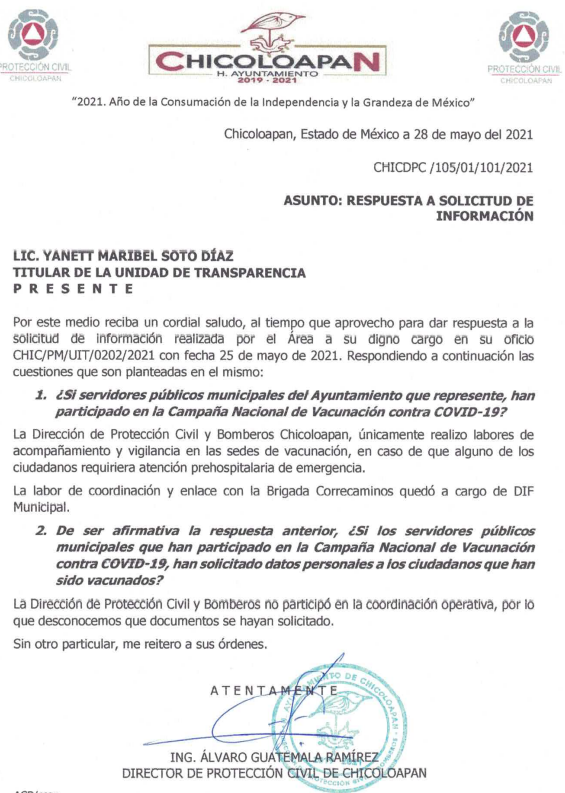 PROTECCIÓN CIVIL
CHICOLOAPAN
CHICOLOAPAN
H. AYUNTAMIENTO
2019 - 2021
PROTECCIÓN CIVIL
CHICOLOAPAN
"2021. Año de la Consumación de la Independencia y la Grandeza de México"
Chicoloapan, Estado de México a 28 de mayo del 2021
CHICDPC /105/01/101/2021
ASUNTO: RESPUESTA A SOLICITUD DE
INFORMACIÓN
LIC. YANETT MARIBEL SOTO DÍAZ
TITULAR DE LA UNIDAD DE TRANSPARENCIA
P R E S E N T E
Por este medio reciba un cordial saludo, al tiempo que aprovecho para dar respuesta a la
solicitud de información realizada por el Área a su digno cargo en su oficio
CHIC/PM/UIT/0202/2021 con fecha 25 de mayo de 2021. Respondiendo a continuación las
cuestiones que son planteadas en el mismo:
1. ¿Si servidores públicos municipales del Ayuntamiento que represente, han
participado en la Campaña Nacional de Vacunación contra COVID-19?
La Dirección de Protección Civil y Bomberos Chicoloapan, únicamente realizo labores de
acompañamiento y vigilancia en las sedes de vacunación, en caso de que alguno de los
ciudadanos requiriera atención prehospitalaria de emergencia.
La labor de coordinación y enlace con la Brigada Correcaminos quedó a cargo de DIF
Municipal.
2. De ser afirmativa la respuesta anterior, ¿Si los servidores públicos
municipales que han participado en la Campaña Nacional de Vacunación
contra COVID-19, han solicitado datos personales a los ciudadanos que han
sido vacunados?
La Dirección de Protección Civil y Bomberos no participó en la coordinación operativa, por lo
que desconocemos que documentos se hayan solicitado.
Sin otro particular, me reitero a sus órdenes.
A T E N T A M E N T E
ING. ÁLVARO GUATEMALA RAMÍREZ
DIRECTOR DE PROTECCIÓN CIVIL DE CHICOLOAPAN